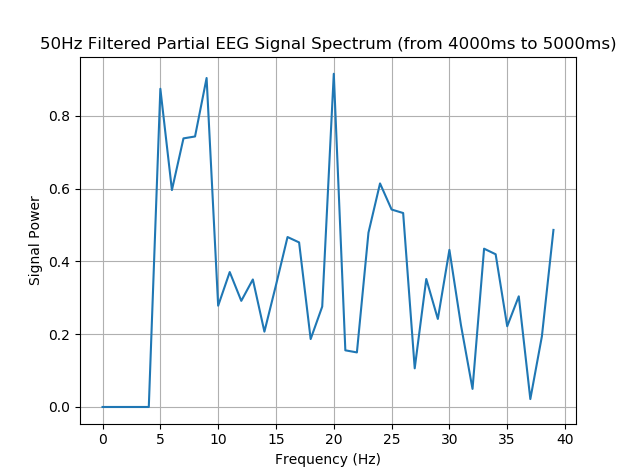 50Hz Filtered Partial EEG Signal Spectrum (from 4000ms to 5000ms)
0.8
0.6
0.4
0.2
0.0
Signal Power
0 5 10 15 20 25 30 35 40
Frequency (Hz)